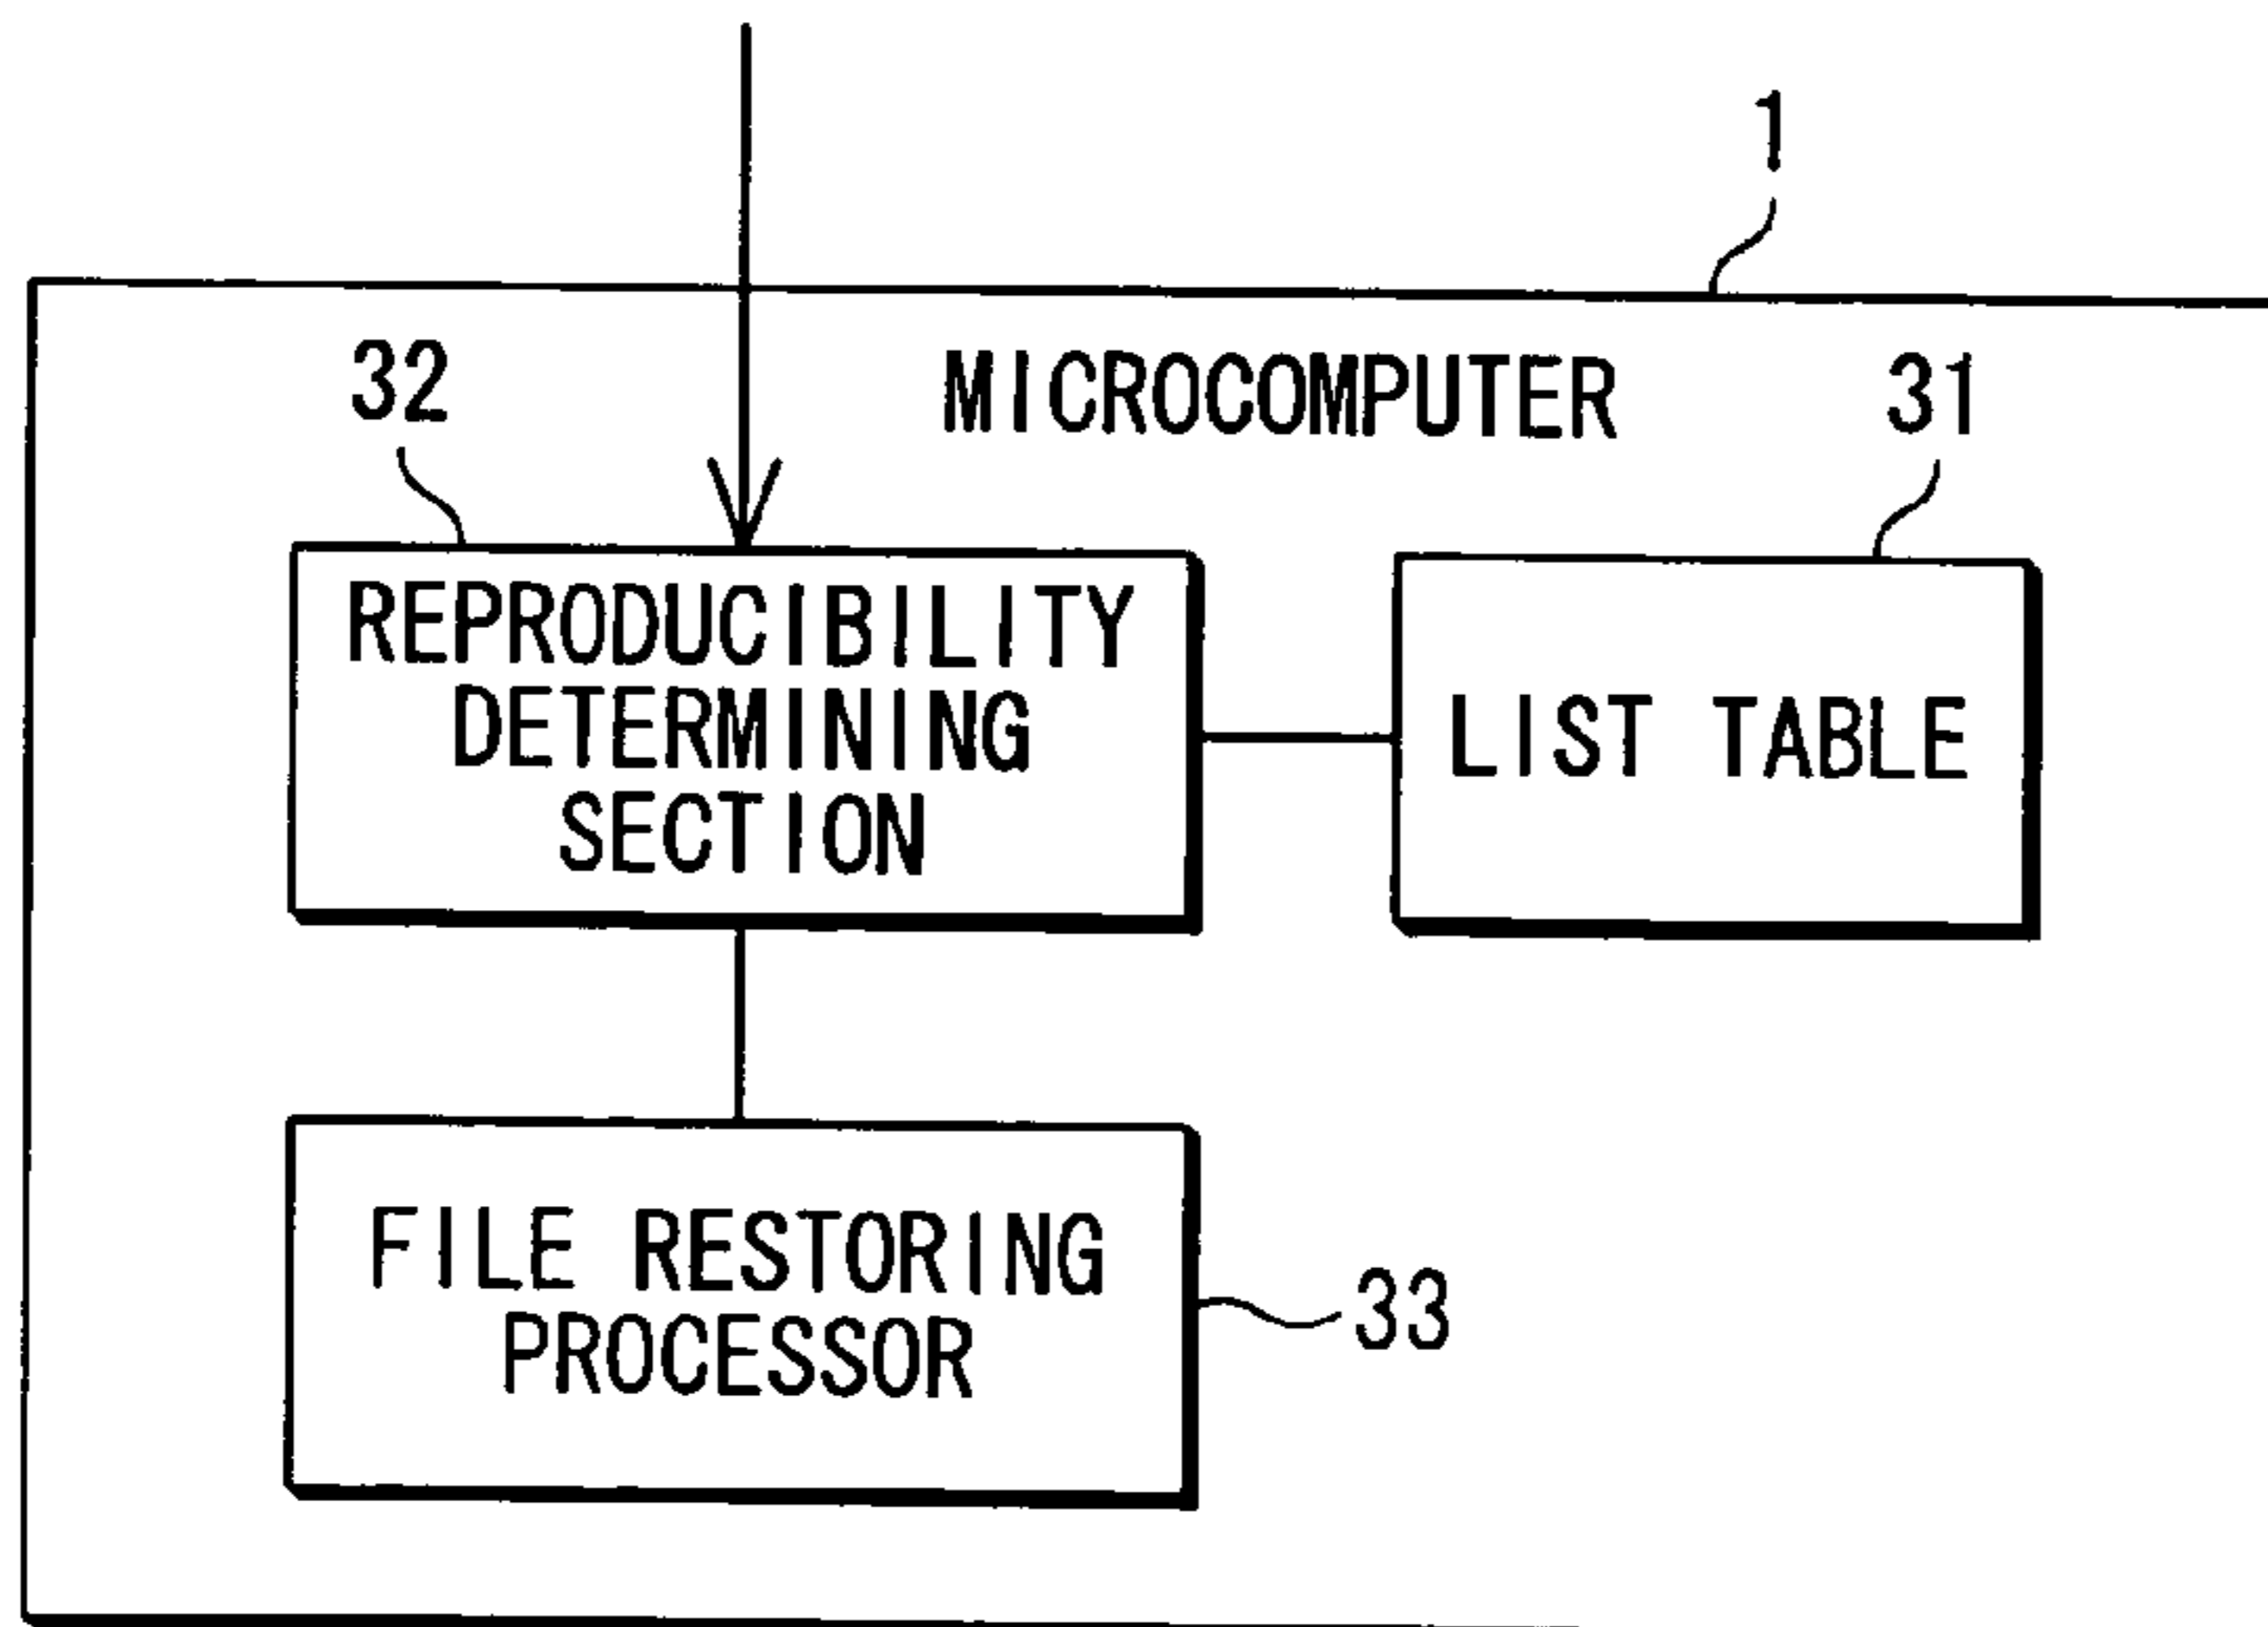 1
MICROCOMPUTER
32
31
REPRODUCIBILITY
DETERMINING
SECTION
LIST TABLE
FILE RESTORING
PROCESSOR
33